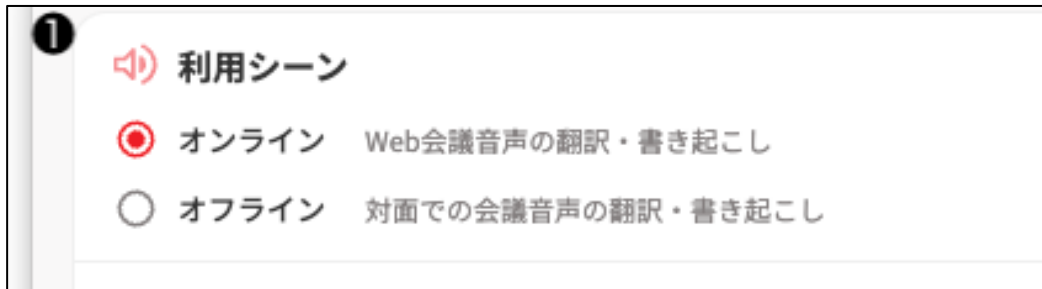 ❶
利用シーン
オンライン Web会議音声の翻訳・書き起こし
オフライン 対面での会議音声の翻訳・書き起こし